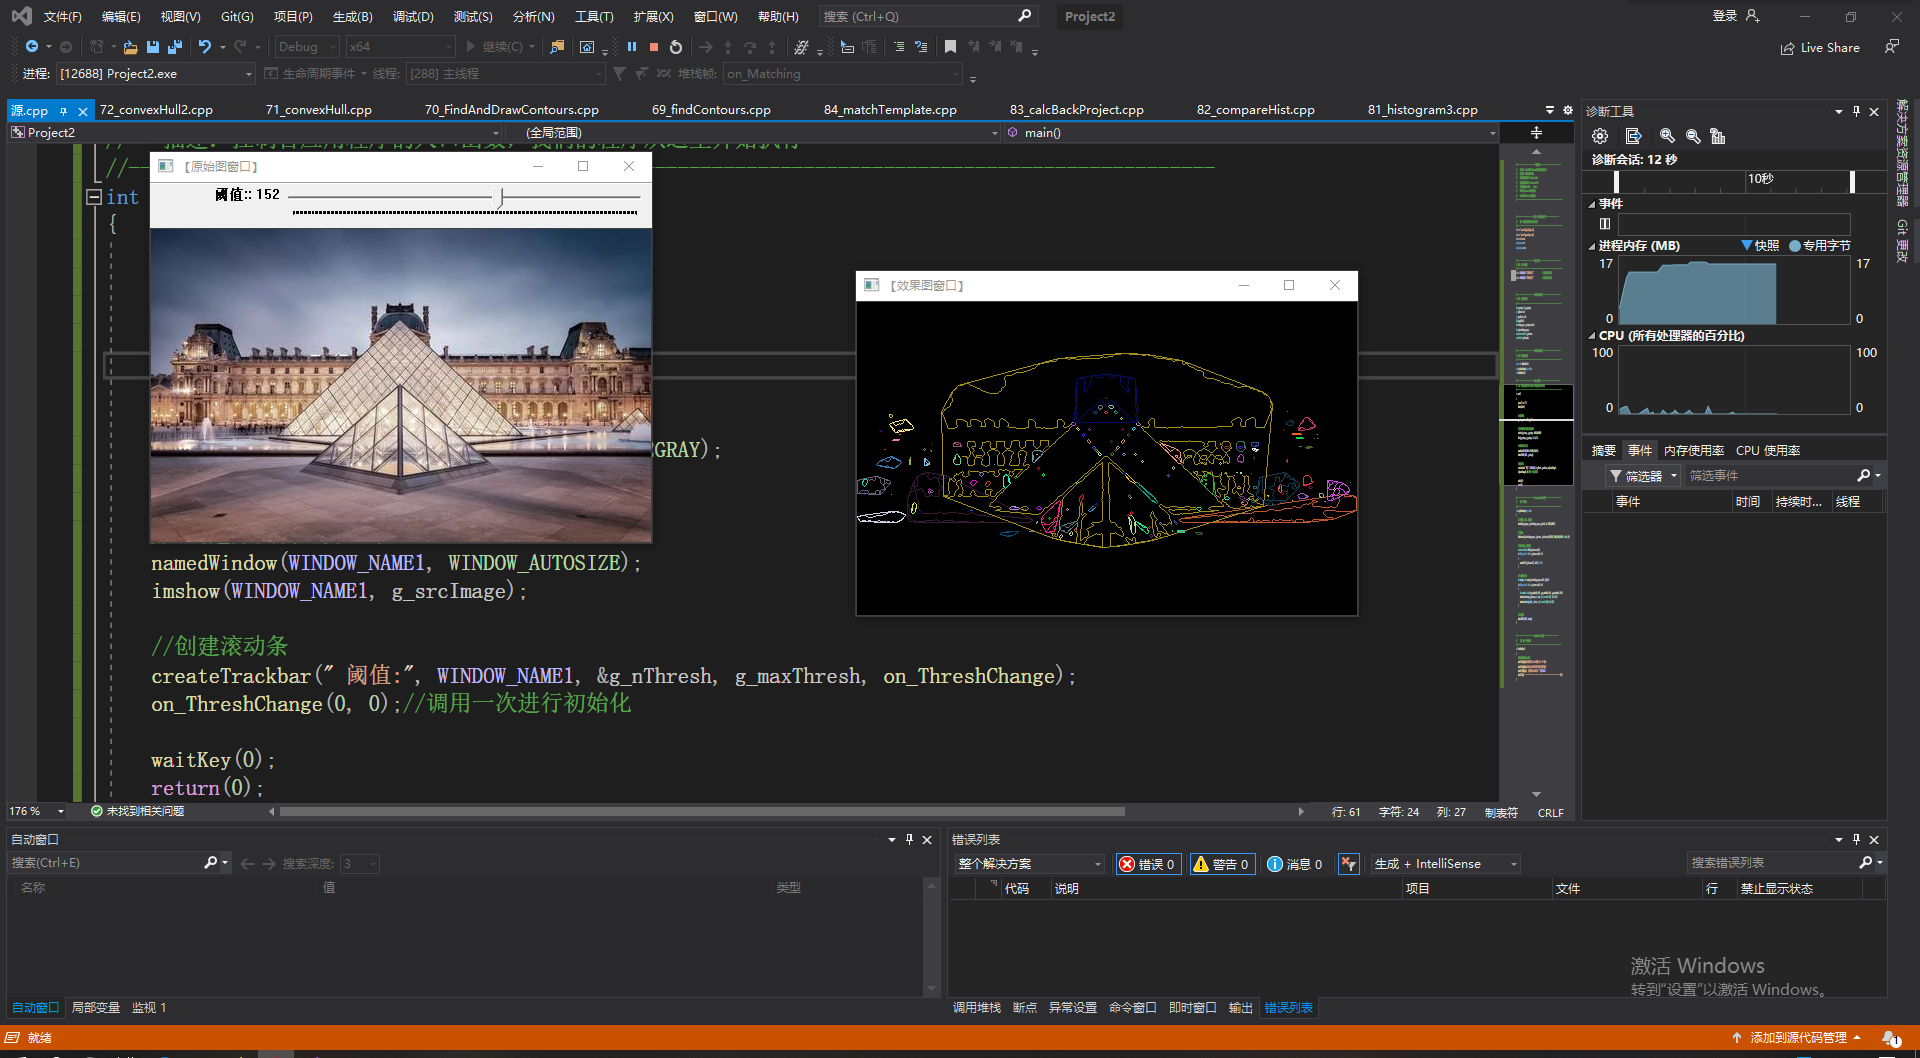 文件(F) 编辑(E) 视图(V) Git(G) 项目(P) 生成(B) 调试(D) 测试(S) 分析(N) 工具(T) 扩展(X) 窗口(W) 帮助(H) 搜索 (Ctrl+Q) Project2 登录
Debug x64 继续(C) Live Share
进程: [12688] Project2.exe 生命周期事件 线程: [288] 主线程 堆栈帧: on_Matching
源.cpp 72_convexHull2.cpp 71_convexHull.cpp 70_FindAndDrawContours.cpp 69_findContours.cpp 84_matchTemplate.cpp 83_calcBackProject.cpp 82_compareHist.cpp 81_histogram3.cpp
Project2 (全局范围) main()
int
{
【原始图窗口】
阈值:: 152
【效果图窗口】
GRAY);
namedWindow(WINDOW_NAME1, WINDOW_AUTOSIZE);
imshow(WINDOW_NAME1, g_srcImage);
//创建滚动条
createTrackbar(" 阈值:", WINDOW_NAME1, &g_nThresh, g_maxThresh, on_ThreshChange);
on_ThreshChange(0, 0);//调用一次进行初始化
waitKey(0);
return(0);
176 % 未找到相关问题 行: 61 字符: 24 列: 27 制表符 CRLF
诊断工具
诊断会话: 12 秒
10秒
事件
进程内存 (MB) 快照 专用字节
17 17
0 0
CPU (所有处理器的百分比)
100 100
0 0
摘要 事件 内存使用率 CPU 使用率
筛选器 筛选事件
事件 时间 持续时... 线程
解决方案资源管理器
Git 更改
自动窗口
搜索(Ctrl+E) 搜索深度: 3
名称 值 类型
自动窗口 局部变量 监视 1
错误列表
整个解决方案 错误 0 警告 0 消息 0 生成 + IntelliSense 搜索错误列表
代码 说明 项目 文件 行 禁止显示状态
激活 Windows
转到"设置"以激活 Windows。
调用堆栈 断点 异常设置 命令窗口 即时窗口 输出 错误列表
就绪 添加到源代码管理 1